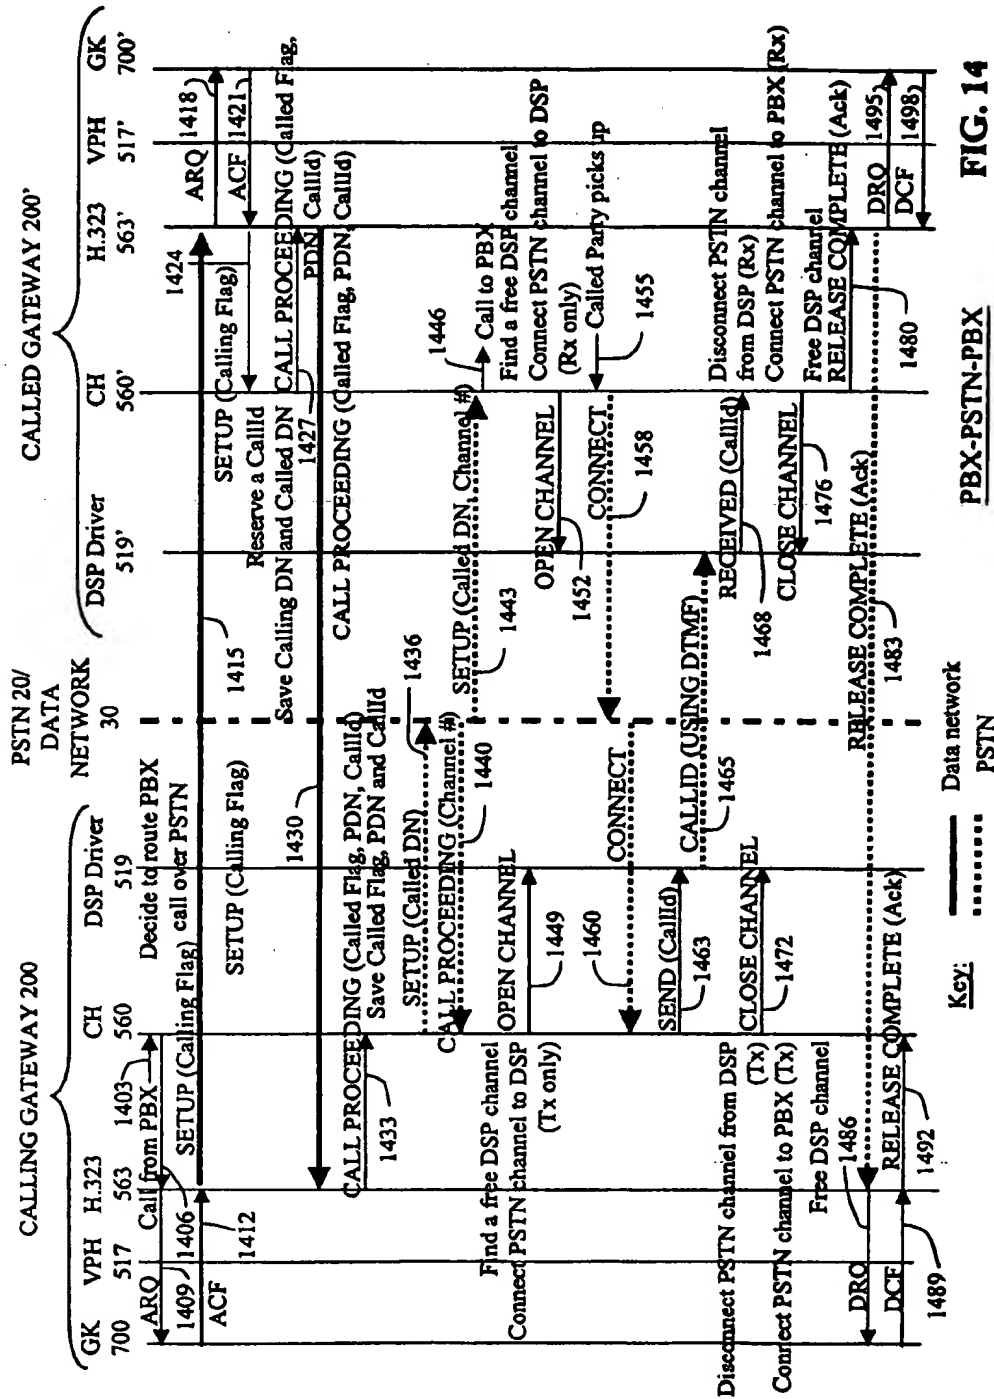 CALLING GATEWAY 200
PSTN 20/
DATA
NETWORK
30
CALLED GATEWAY 200'
GK
700
VPH
517
H.323
563
CH
560
DSP Driver
519
DSP Driver
519'
CH
560'
H.323
563'
VPH
517'
GK
700'
1403
Call from PBX
ARQ
1406
1409
SETUP (Calling Flag)
Decide to route PBX
call over PSTN
ACF
1412
SETUP (Calling Flag)
1415
ARQ
1418
ACF
1421
1424
SETUP (Calling Flag)
Reserve a CallId
Save Calling DN and Called DN
CALL PROCEEDING (Called Flag,
PDN, CallId)
1427
CALL PROCEEDING (Called Flag, PDN, CallId)
1430
CALL PROCEEDING (Called Flag, PDN, CallId)
Save Called Flag, PDN and CallId
1433
SETUP (Called DN)
1436
CALL PROCEEDING (Channel #)
1440
SETUP (Called DN, Channel #)
1443
1446
Call to PBX
Find a free DSP channel
Connect PSTN channel to DSP
(Rx only)
Find a free DSP channel
Connect PSTN channel to DSP
(Tx only)
OPEN CHANNEL
1449
OPEN CHANNEL
1452
Called Party picks up
1455
CONNECT
1458
CONNECT
1460
SEND (CallId)
1463
CALLID (USING DTMF)
1465
RECEIVED (CallId)
1468
Disconnect PSTN channel
from DSP (Rx)
Connect PSTN channel to PBX (Rx)
CLOSE CHANNEL
1472
Disconnect PSTN channel from DSP
(Tx)
Connect PSTN channel to PBX (Tx)
Free DSP channel
CLOSE CHANNEL
1476
Free DSP channel
RELEASE COMPLETE (Ack)
1480
RELEASE COMPLETE (Ack)
1483
DRQ
1486
DCF
1489
RELEASE COMPLETE (Ack)
1492
DRQ
1495
DCF
1498
Key:
Data network
PSTN
PBX-PSTN-PBX
FIG. 14